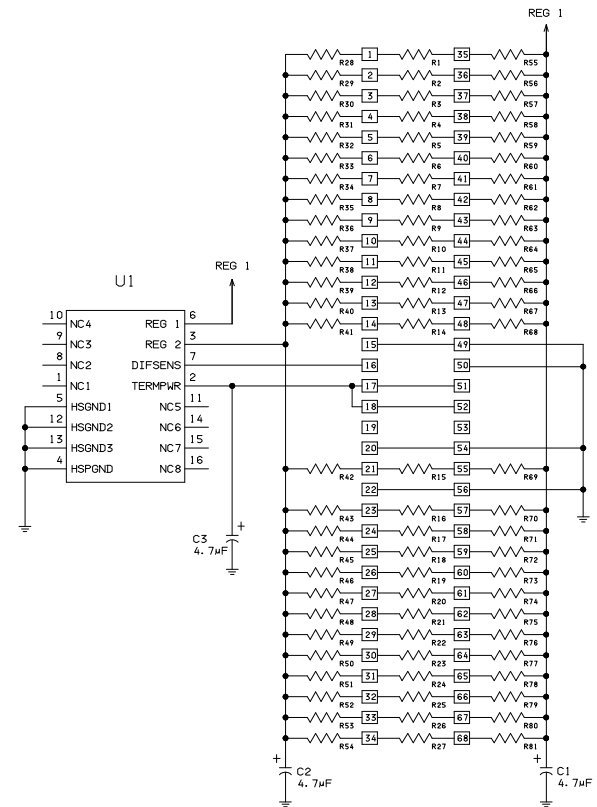 REG 1
1 35
R28 R1 R55
2 36
R29 R2 R56
3 37
R30 R3 R57
4 38
R31 R4 R58
5 39
R32 R5 R59
6 40
R33 R6 R60
7 41
R34 R7 R61
8 42
R35 R8 R62
9 43
R36 R9 R63
10 44
R37 R10 R64
11 45
R38 R11 R65
12 46
R39 R12 R66
13 47
R40 R13 R67
14 48
R41 R14 R68
15 49
16 50
17 51
18 52
19 53
20 54
21 55
R42 R15 R69
22 56
23 57
R43 R16 R70
24 58
R44 R17 R71
25 59
R45 R18 R72
26 60
R46 R19 R73
27 61
R47 R20 R74
28 62
R48 R21 R75
29 63
R49 R22 R76
30 64
R50 R23 R77
31 65
R51 R24 R78
32 66
R52 R25 R79
33 67
R53 R26 R80
34 68
R54 R27 R81
REG 1
U1
10 NC4 REG 1 6
9 NC3 REG 2 3
8 NC2 DIFSENS 7
1 NC1 TERMPWR 2
5 HSGND1 NC5 11
12 HSGND2 NC6 14
13 HSGND3 NC7 15
4 HSPGND NC8 16
+
C3
4.7µF
+
C2
4.7µF
+
C1
4.7µF